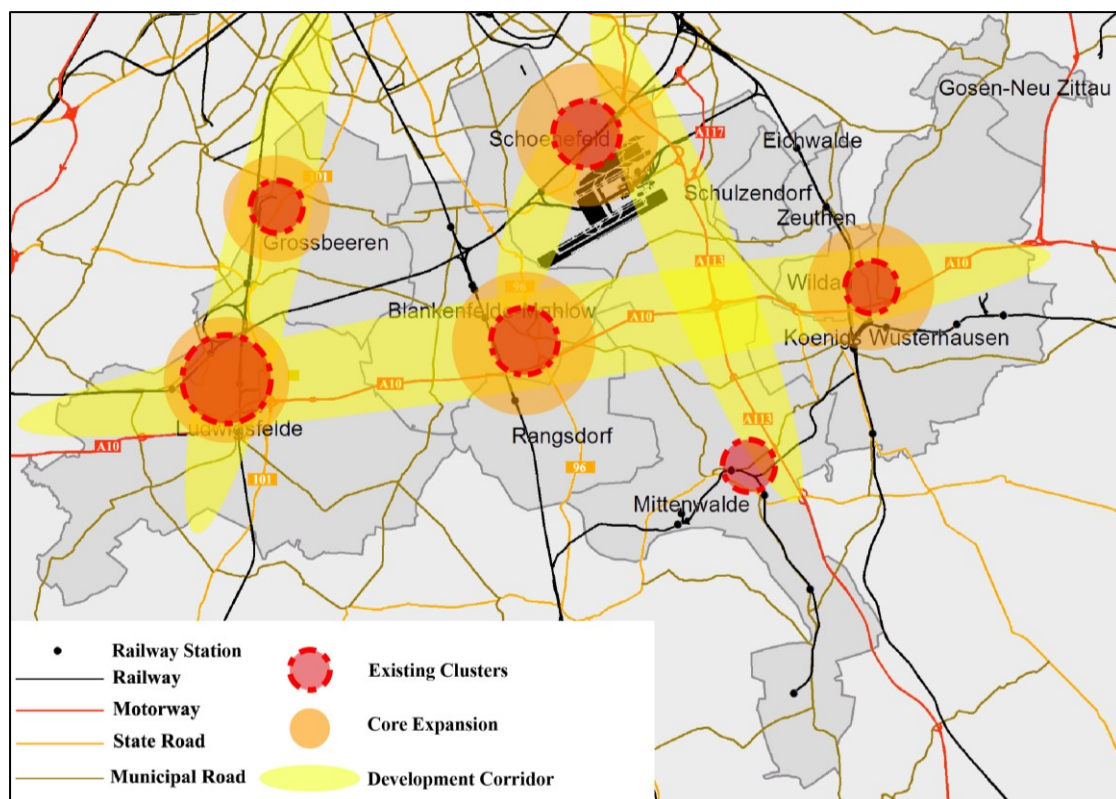 Gosen-Neu Zittau
A117
Schoenefeld
Eichwalde
101
Schulzendorf
Zeuthen
Grossbeeren
A113
A10
96
Wildau
Blankenfelde-Mahlow
A10
Koenigs Wusterhausen
A10
A113
Ludwigsfelde
A10
Rangsdorf
96
101
Mittenwalde
Railway Station
Railway
Motorway
State Road
Municipal Road
Existing Clusters
Core Expansion
Development Corridor